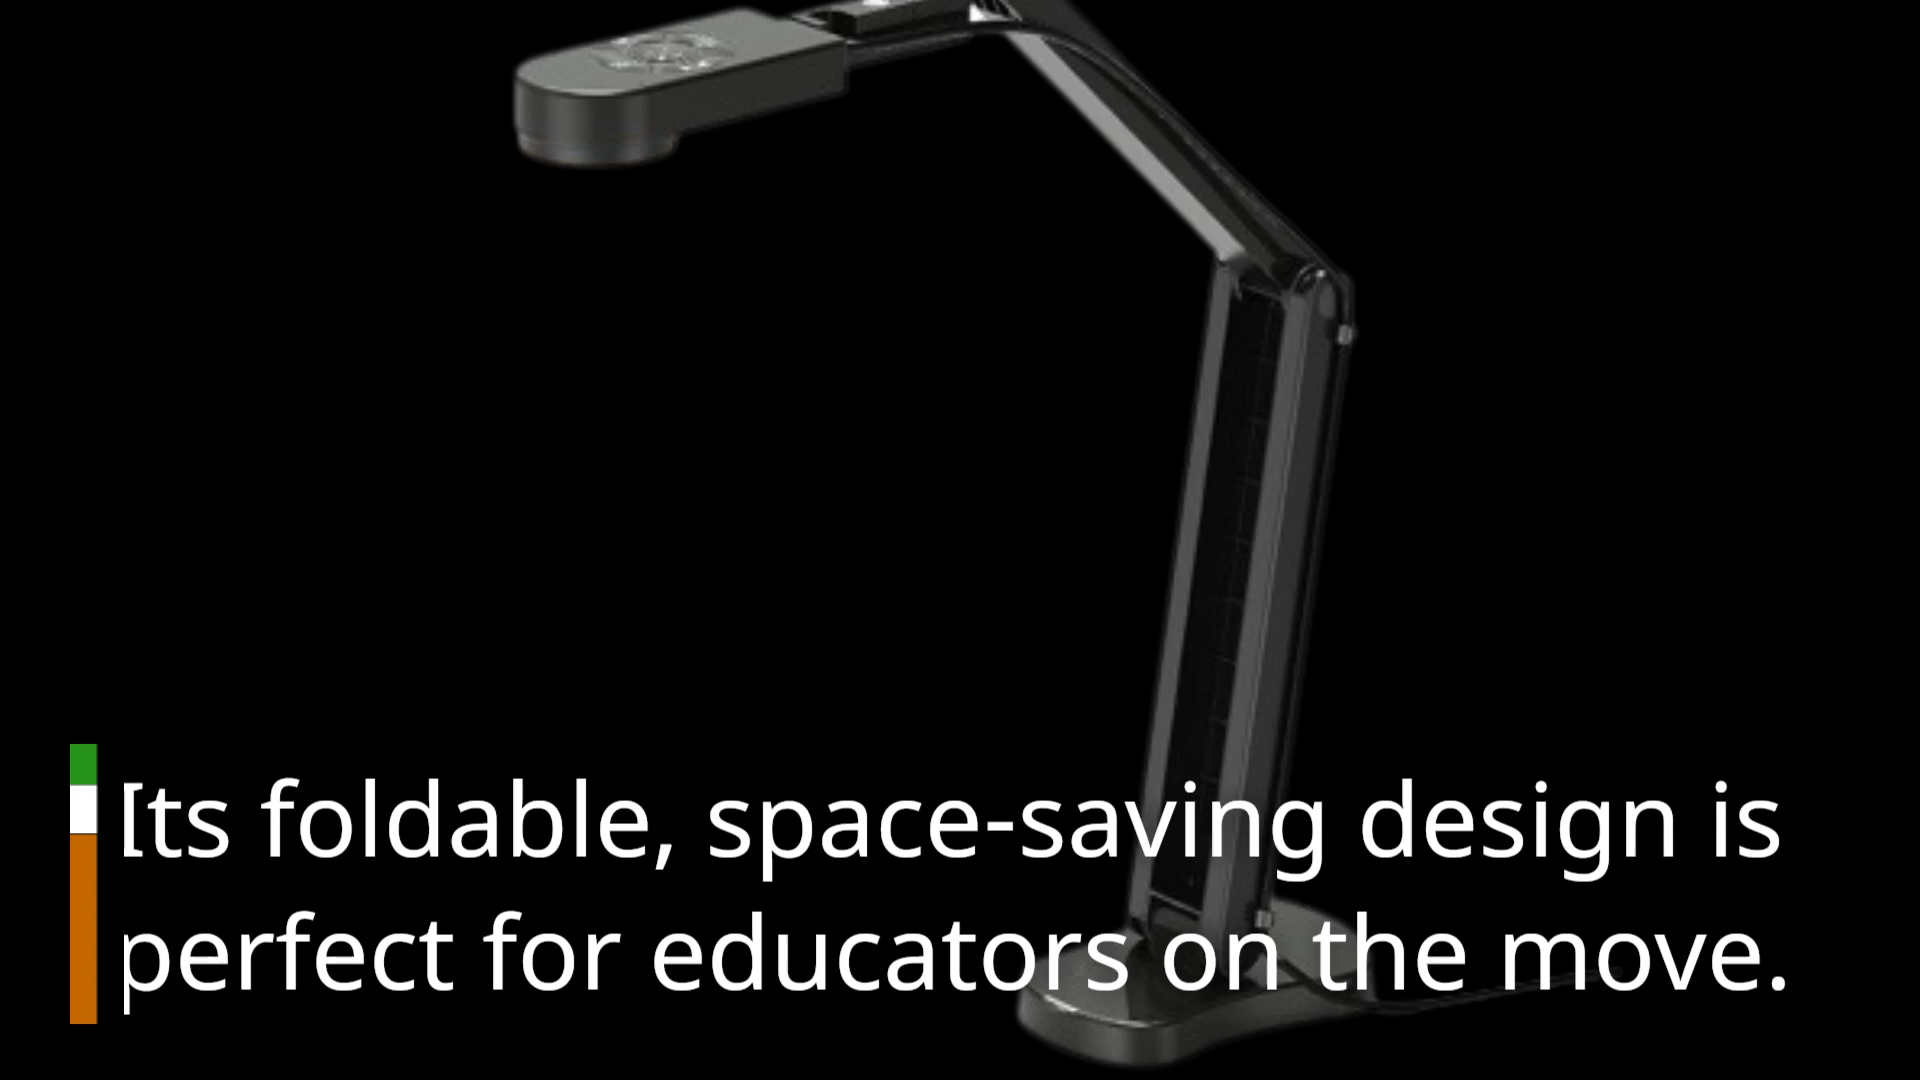 Its foldable, space-saving design is
perfect for educators on the move.